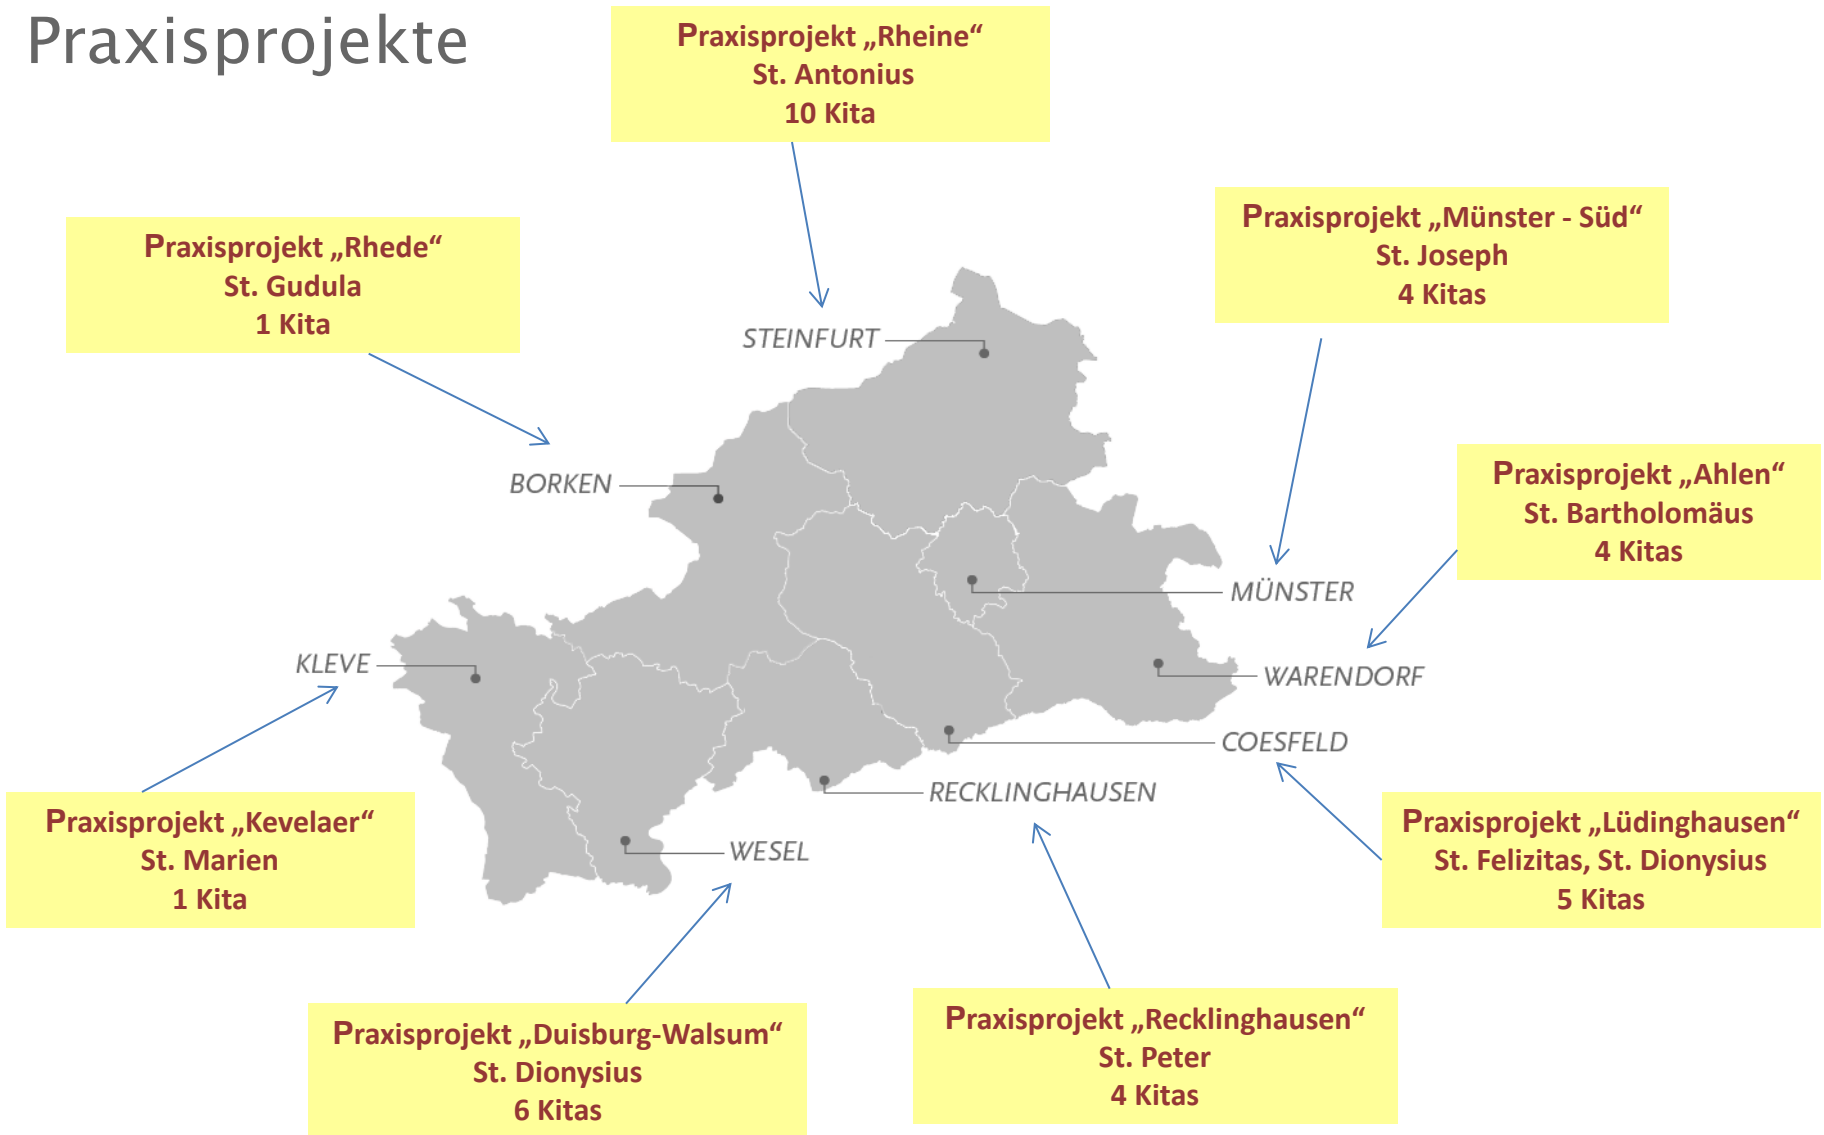 Praxisprojekte
Praxisprojekt „Rheine“
St. Antonius
10 Kita
Praxisprojekt „Rhede“
St. Gudula
1 Kita
Praxisprojekt „Münster - Süd“
St. Joseph
4 Kitas
STEINFURT
BORKEN
Praxisprojekt „Ahlen“
St. Bartholomäus
4 Kitas
MÜNSTER
KLEVE
WARENDORF
COESFELD
RECKLINGHAUSEN
WESEL
Praxisprojekt „Kevelaer“
St. Marien
1 Kita
Praxisprojekt „Lüdinghausen“
St. Felizitas, St. Dionysius
5 Kitas
Praxisprojekt „Duisburg-Walsum“
St. Dionysius
6 Kitas
Praxisprojekt „Recklinghausen“
St. Peter
4 Kitas